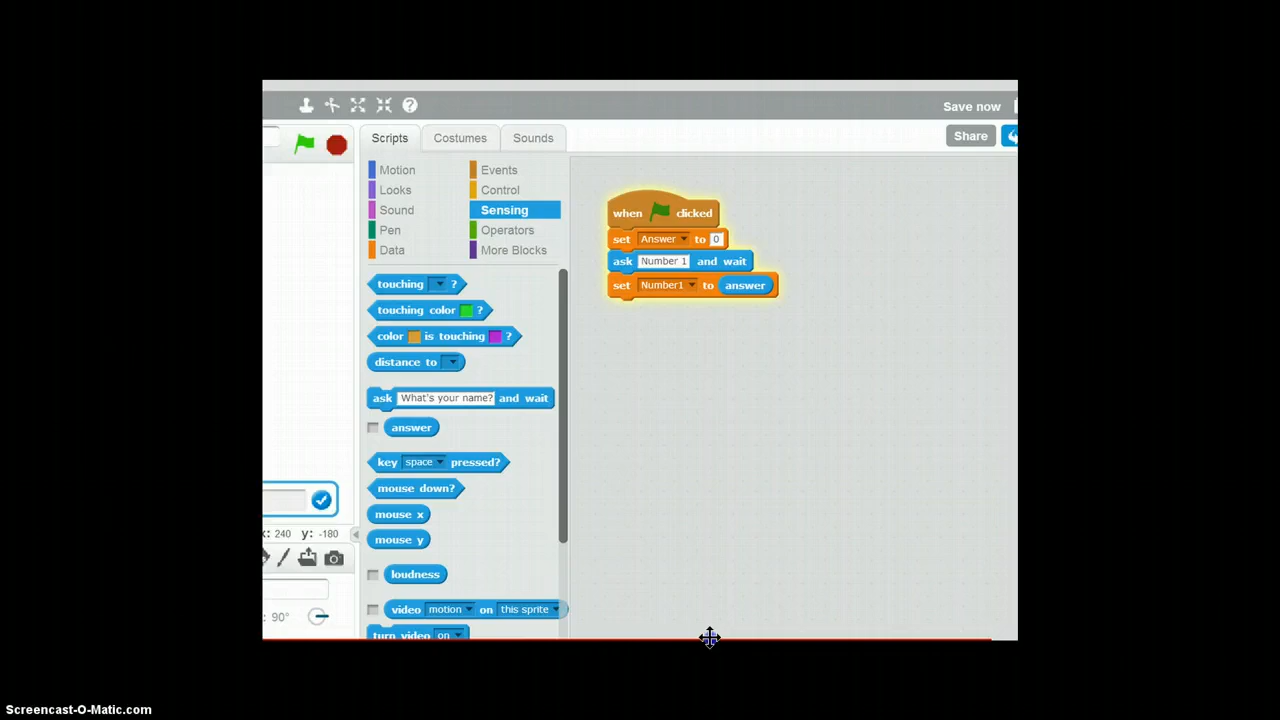 Save now
Scripts Costumes Sounds
Share
Motion Events
Looks Control
Sound Sensing
Pen Operators
Data More Blocks
when clicked
set Answer to 0
ask Number 1 and wait
set Number1 to answer
touching ?
touching color ?
color is touching ?
distance to
ask What's your name? and wait
answer
key space pressed?
mouse down?
mouse x
mouse y
loudness
video motion on this sprite
turn video on
x: 240 y: -180
: 90°
Screencast-O-Matic.com